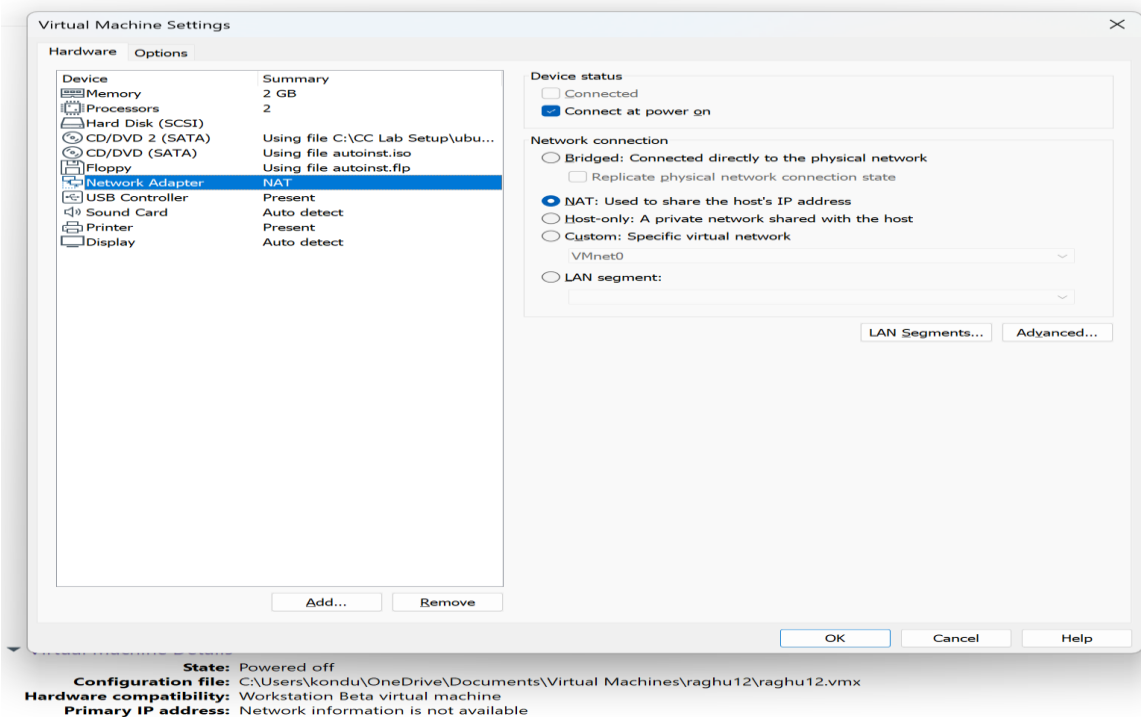 Virtual Machine Settings
Hardware Options
Device Summary
Memory 2 GB
Processors 2
Hard Disk (SCSI)
CD/DVD 2 (SATA) Using file C:\CC Lab Setup\ubu...
CD/DVD (SATA) Using file autoinst.iso
Floppy Using file autoinst.flp
Network Adapter NAT
USB Controller Present
Sound Card Auto detect
Printer Present
Display Auto detect
Add... Remove
Device status
Connected
Connect at power on
Network connection
Bridged: Connected directly to the physical network
Replicate physical network connection state
NAT: Used to share the host's IP address
Host-only: A private network shared with the host
Custom: Specific virtual network
VMnet0
LAN segment:
LAN Segments... Advanced...
OK Cancel Help
Virtual Machine Details
State: Powered off
Configuration file: C:\Users\kondu\OneDrive\Documents\Virtual Machines\raghu12\raghu12.vmx
Hardware compatibility: Workstation Beta virtual machine
Primary IP address: Network information is not available